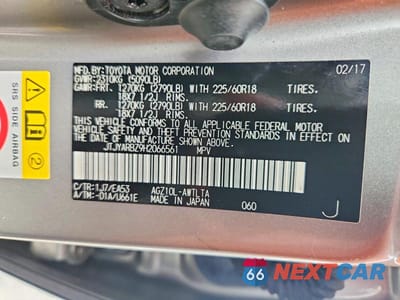 MFD.BY:TOYOTA MOTOR CORPORATION 02/17
GVWR:2310KG (5090LB)
GAWR:FRT. 1270KG (2790LB) WITH 225/60R18 TIRES.
18X7 1/2J RIMS.
RR. 1270KG (2790LB) WITH 225/60R18 TIRES.
18X7 1/2J RIMS.
THIS VEHICLE CONFORMS TO ALL APPLICABLE FEDERAL MOTOR
VEHICLE SAFETY AND THEFT PREVENTION STANDARDS IN EFFECT ON
THE DATE OF MANUFACTURE SHOWN ABOVE.
JTJYARBZ9H2066561 MPV
C/TR:1J7/EA53 AGZ10L-AWTLTA
A/TM:-D1A/U661E MADE IN JAPAN 060 J
SRS SIDE AIRBAG
2
66 NEXTCAR